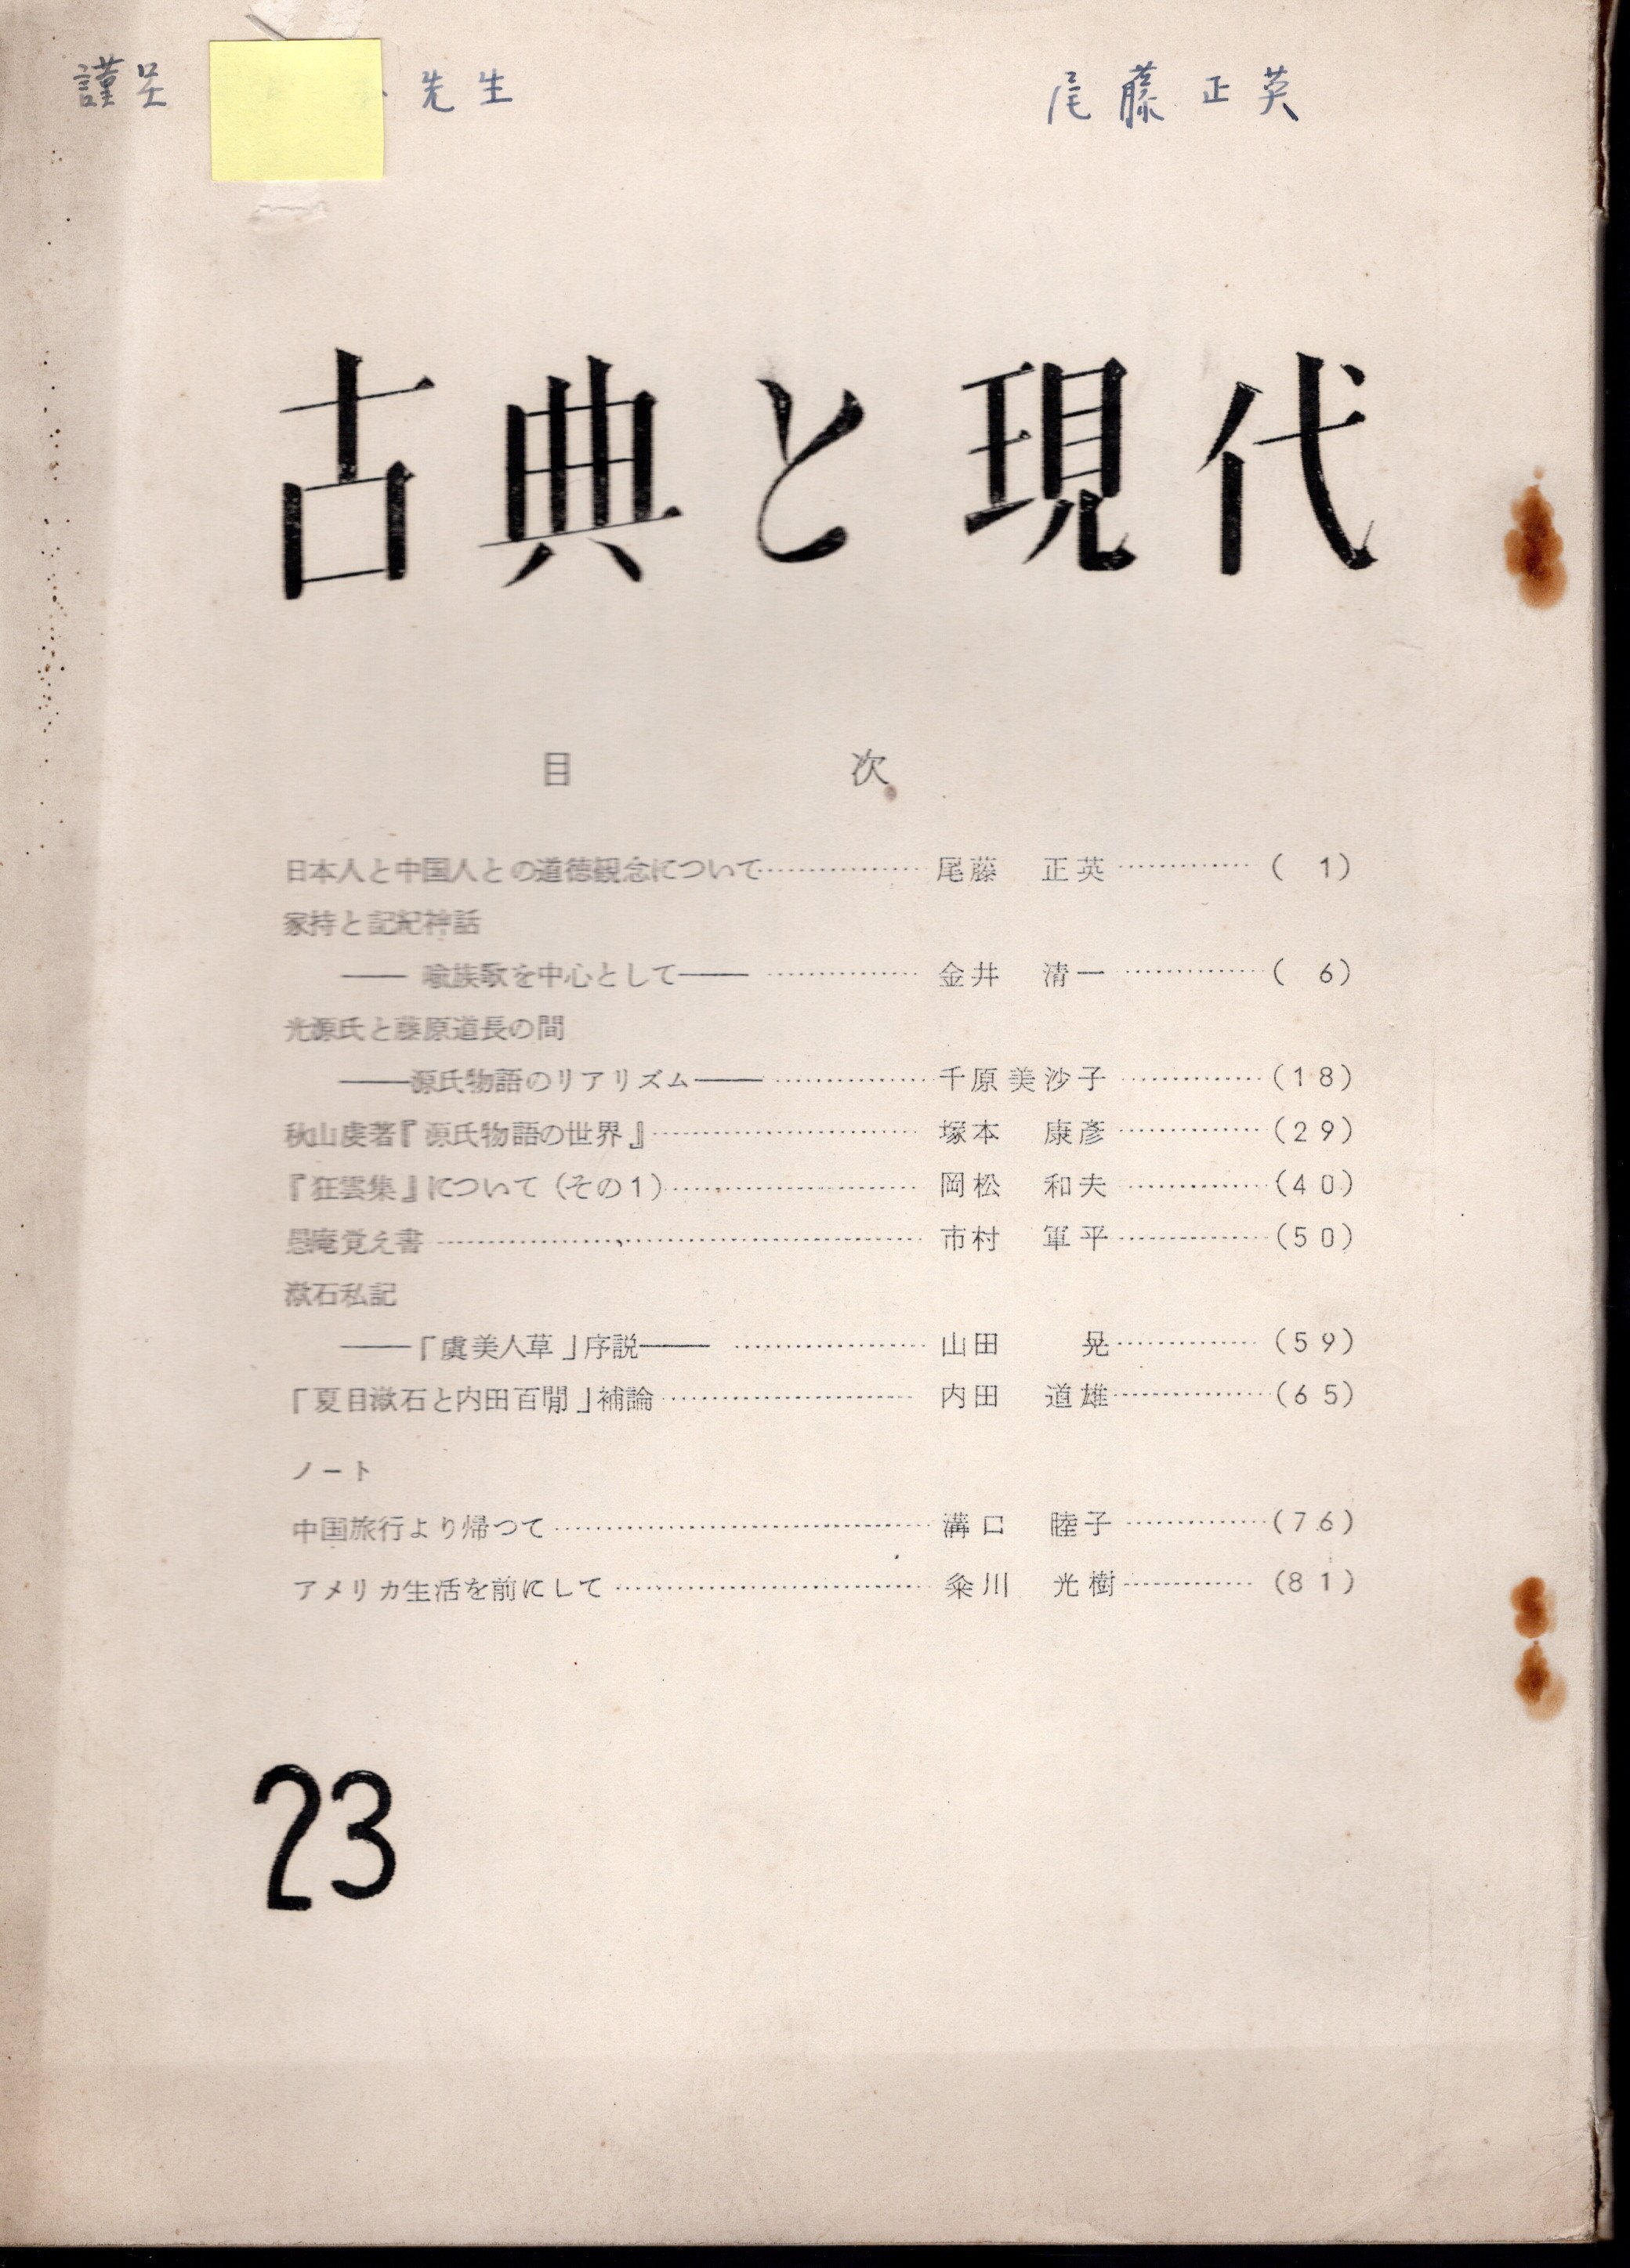 謹呈 先生 尾藤正英
古典と現代
目次
日本人と中国人との道徳観念について………………尾藤 正英……………( 1)
家持と記紀神話
―― 喩族歌を中心として―― ………………金井 清一……………( 6)
光源氏と藤原道長の間
――源氏物語のリアリズム―― ………………千原美沙子……………(18)
秋山虔著『源氏物語の世界』………………塚本 康彦……………(29)
『狂雲集』について(その1)………………岡松 和夫……………(40)
愚庵覚え書………………市村 軍平……………(50)
漱石私記
――「虞美人草」序説―― ………………山田 晃……………(59)
「夏目漱石と内田百閒」補論………………内田 道雄……………(65)
ノート
中国旅行より帰つて………………溝口 睦子……………(76)
アメリカ生活を前にして………………粂川 光樹……………(81)
23